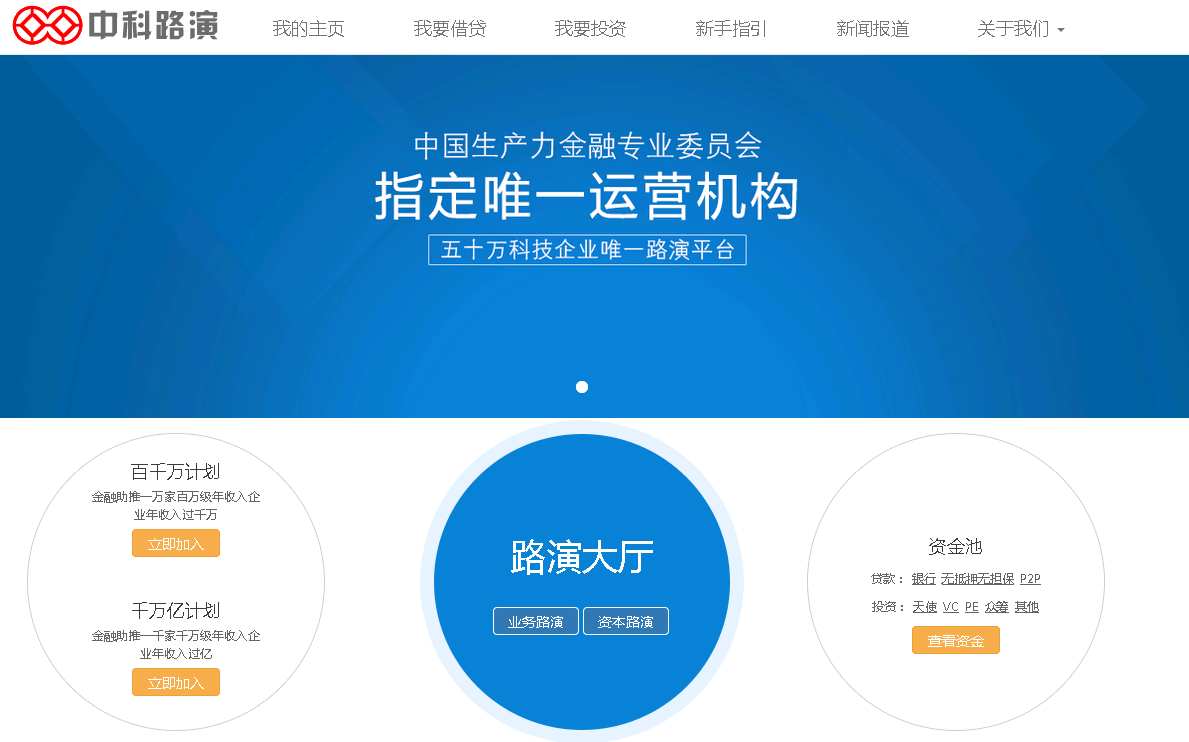 中科路演
我的主页 我要借贷 我要投资 新手指引 新闻报道 关于我们
中国生产力金融专业委员会
指定唯一运营机构
五十万科技企业唯一路演平台
百千万计划
金融助推一万家百万级年收入企
业年收入过千万
立即加入
千万亿计划
金融助推一千家千万级年收入企
业年收入过亿
立即加入
路演大厅
业务路演 资本路演
资金池
贷款： 银行 无抵押无担保 P2P
投资： 天使 VC PE 众筹 其他
查看资金